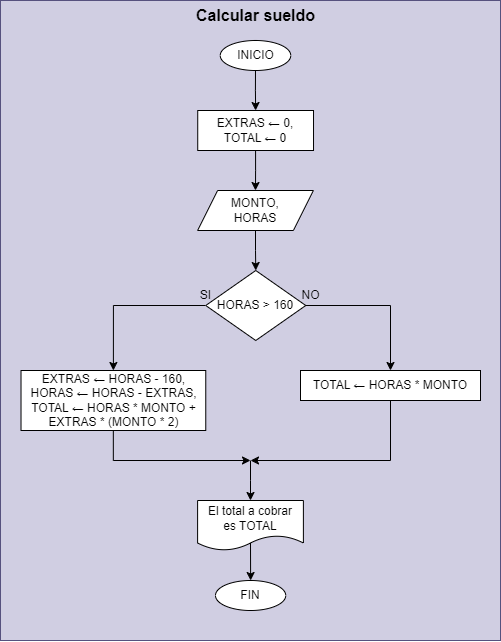 Calcular sueldo
INICIO
EXTRAS ← 0,
TOTAL ← 0
MONTO,
HORAS
HORAS > 160
SI
NO
EXTRAS ← HORAS - 160,
HORAS ← HORAS - EXTRAS,
TOTAL ← HORAS * MONTO +
EXTRAS * (MONTO * 2)
TOTAL ← HORAS * MONTO
El total a cobrar
es TOTAL
FIN